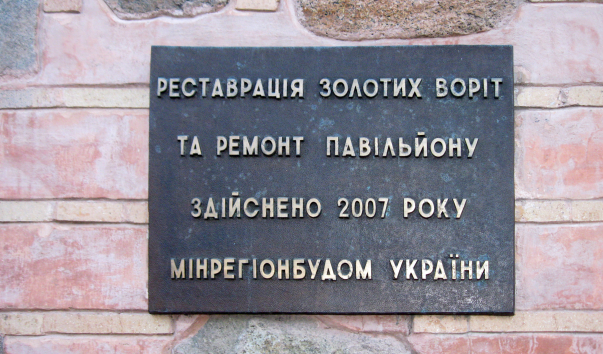 РЕСТАВРАЦІЯ ЗОЛОТИХ ВОРІТ
ТА РЕМОНТ ПАВІЛЬЙОНУ
ЗДІЙСНЕНО 2007 РОКУ
МІНРЕГІОНБУДОМ УКРАЇНИ